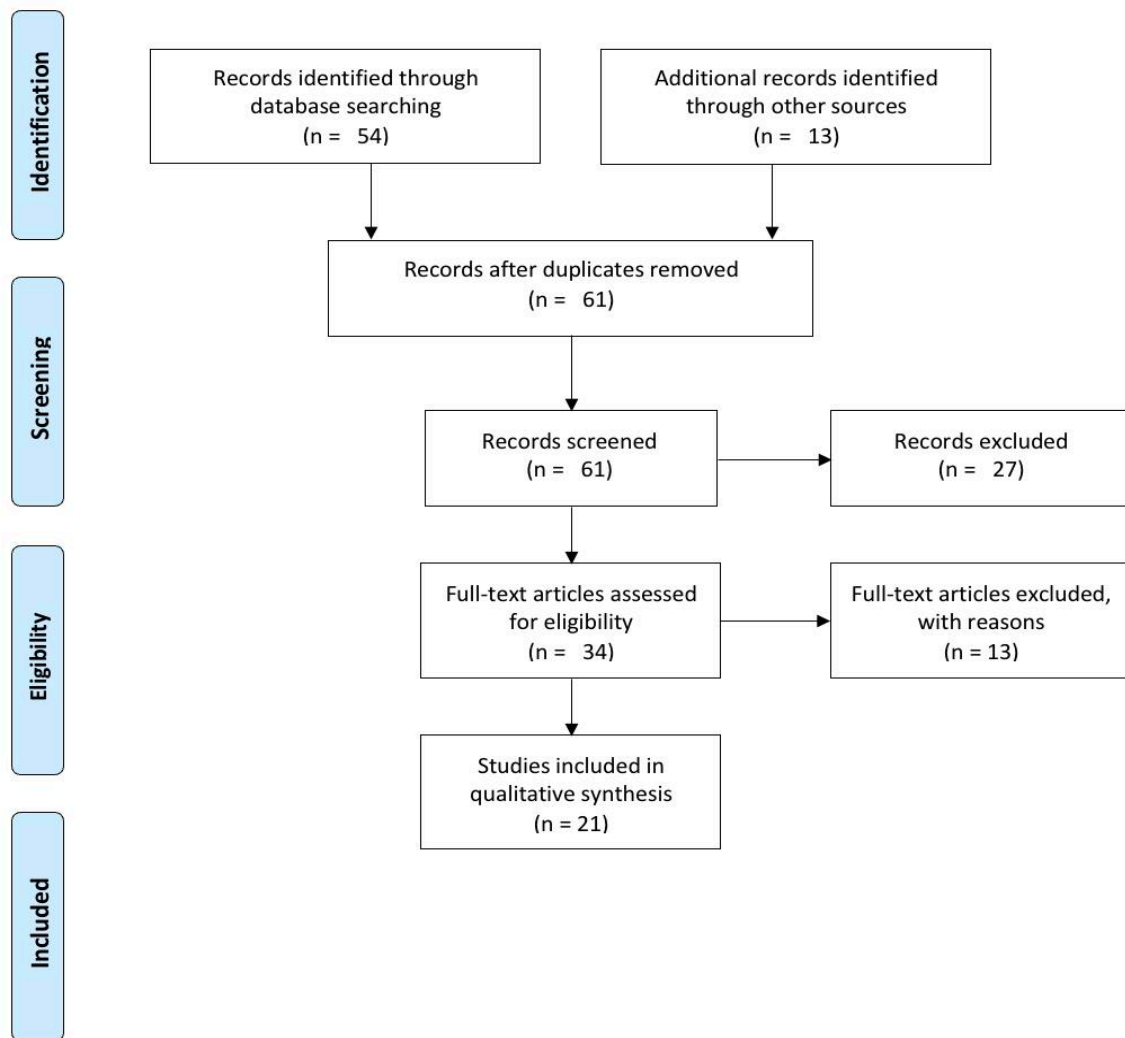 Identification
Records identified through
database searching
(n = 54)
Additional records identified
through other sources
(n = 13)
Records after duplicates removed
(n = 61)
Screening
Records screened
(n = 61)
Records excluded
(n = 27)
Eligibility
Full-text articles assessed
for eligibility
(n = 34)
Full-text articles excluded,
with reasons
(n = 13)
Studies included in
qualitative synthesis
(n = 21)
Included